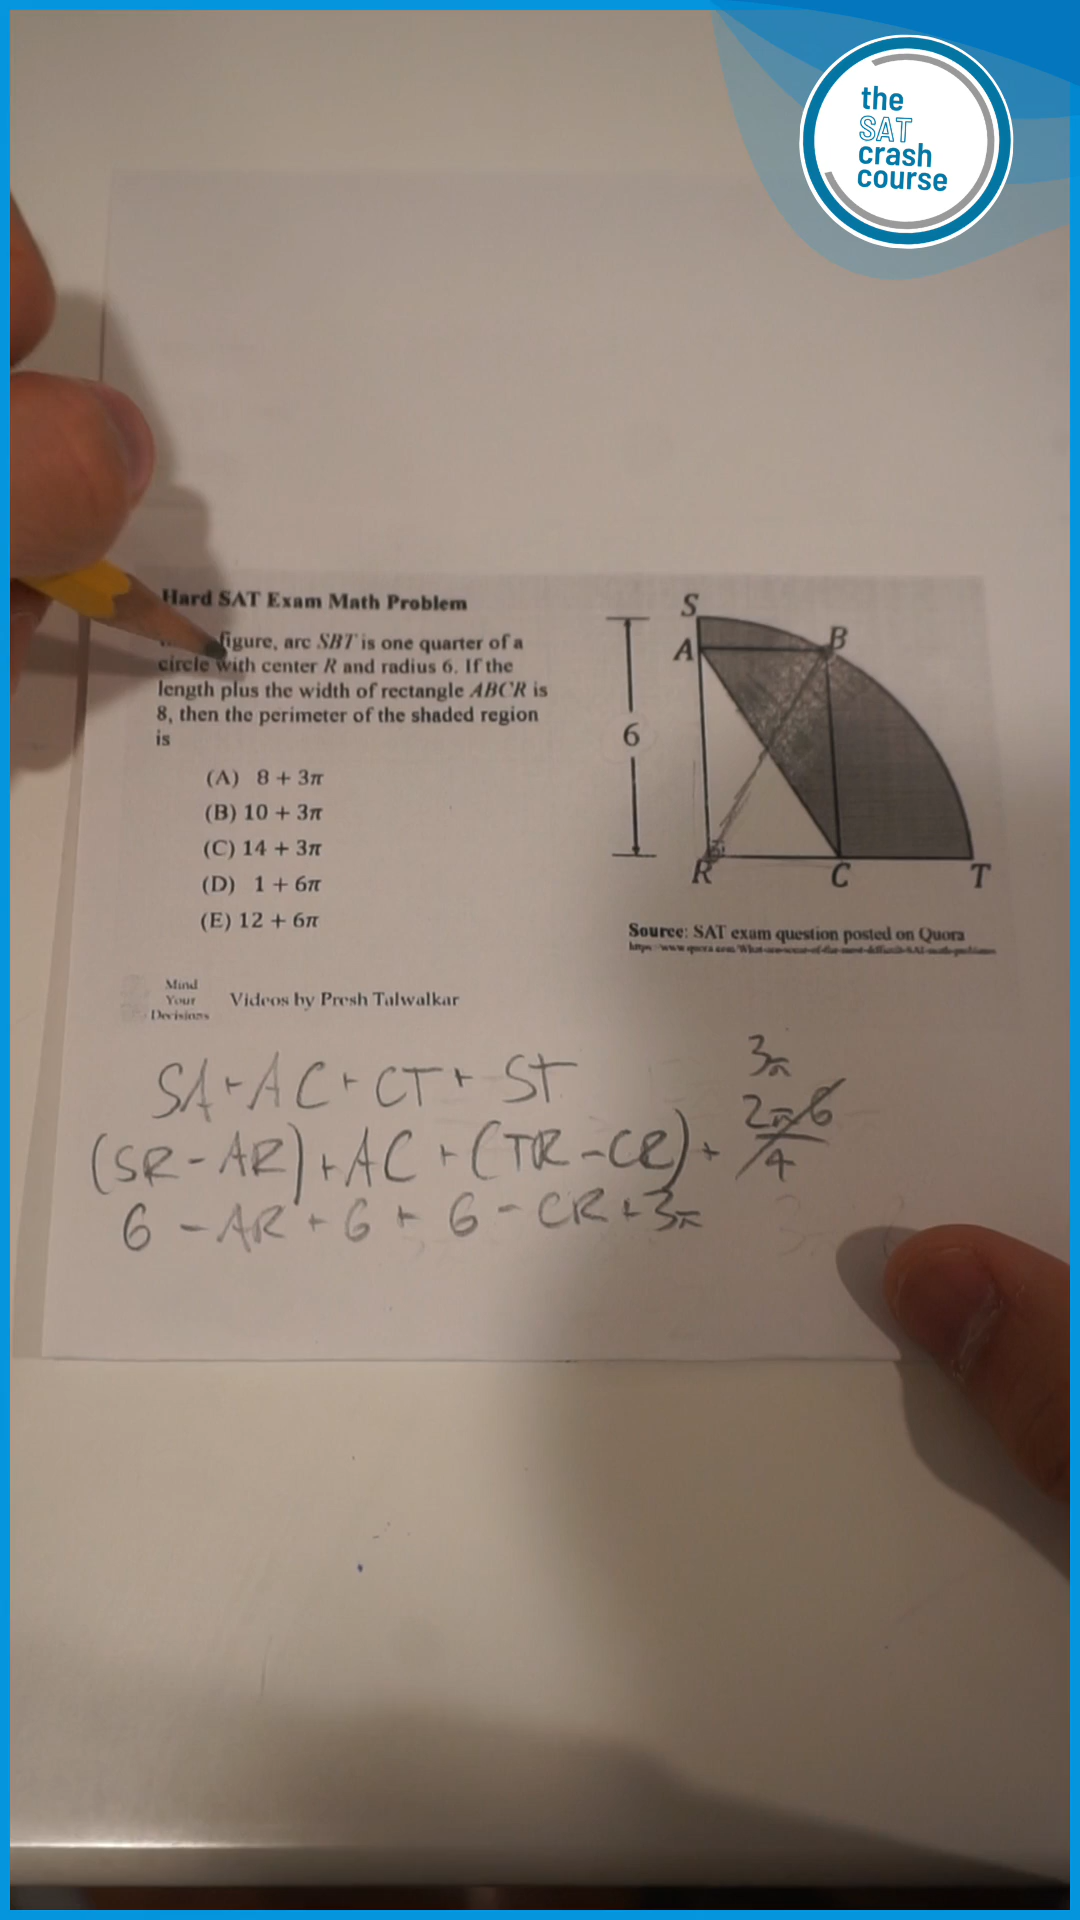 the
SAT
crash
course
Hard SAT Exam Math Problem
figure, arc SBT is one quarter of a
circle with center R and radius 6. If the
length plus the width of rectangle ABCR is
8, then the perimeter of the shaded region
is
(A) 8 + 3π
(B) 10 + 3π
(C) 14 + 3π
(D) 1 + 6π
(E) 12 + 6π
S
A
B
6
R
C
T
Source: SAT exam question posted on Quora
Mind
Your
Decisions
Videos by Presh Talwalkar
SA + AC + CT + ST
3π
(SR - AR) + AC + (TR - CR) + 2π6/4
6 - AR + 6 + 6 - CR + 3π